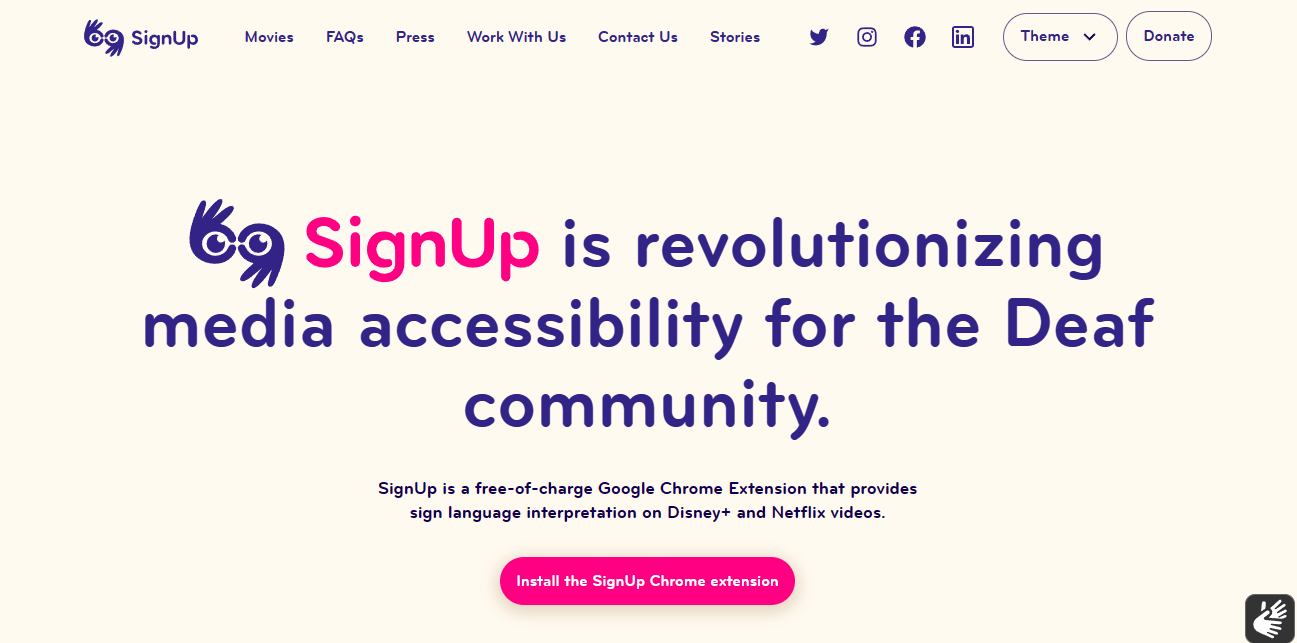 SignUp
Movies
FAQs
Press
Work With Us
Contact Us
Stories
Theme
Donate
SignUp is revolutionizing
media accessibility for the Deaf
community.
SignUp is a free-of-charge Google Chrome Extension that provides
sign language interpretation on Disney+ and Netflix videos.
Install the SignUp Chrome extension